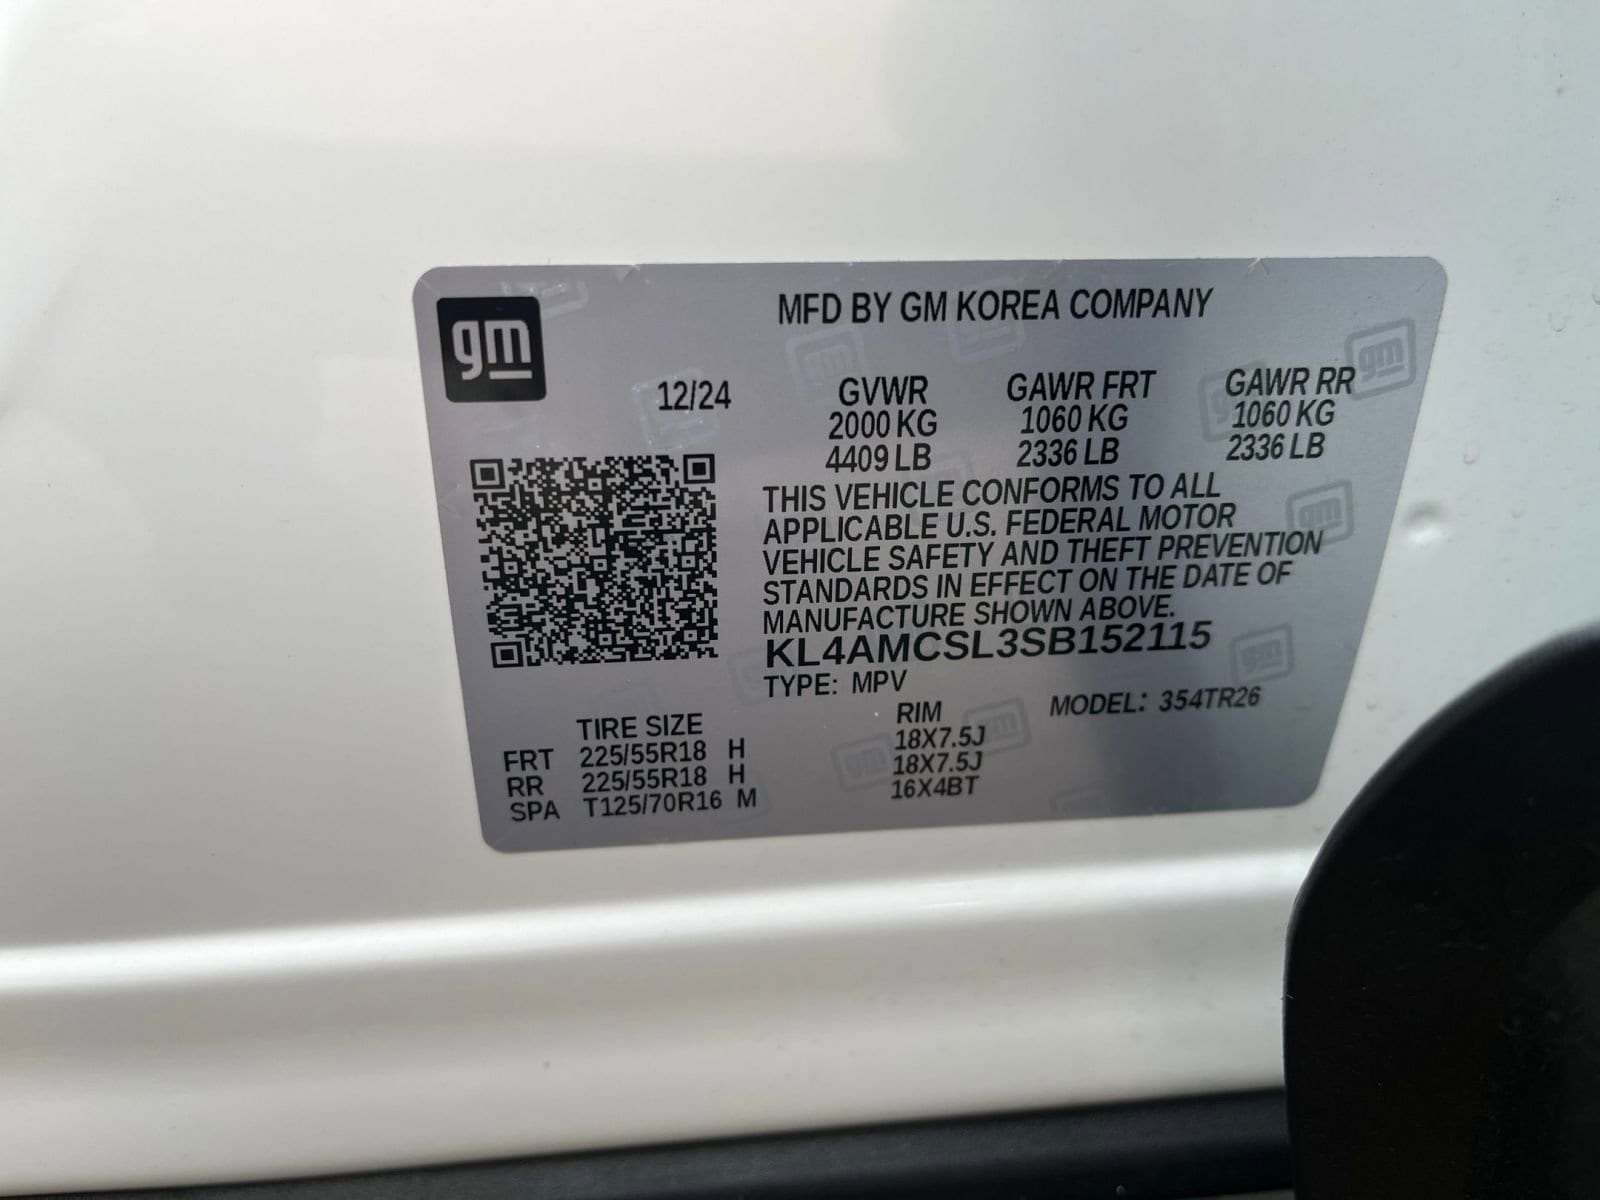 gm
MFD BY GM KOREA COMPANY
12/24 GVWR GAWR FRT GAWR RR
2000 KG 1060 KG 1060 KG
4409 LB 2336 LB 2336 LB
THIS VEHICLE CONFORMS TO ALL
APPLICABLE U.S. FEDERAL MOTOR
VEHICLE SAFETY AND THEFT PREVENTION
STANDARDS IN EFFECT ON THE DATE OF
MANUFACTURE SHOWN ABOVE.
KL4AMCSL3SB152115
TYPE: MPV
MODEL: 354TR26
TIRE SIZE RIM
FRT 225/55R18 H 18X7.5J
RR 225/55R18 H 18X7.5J
SPA T125/70R16 M 16X4BT